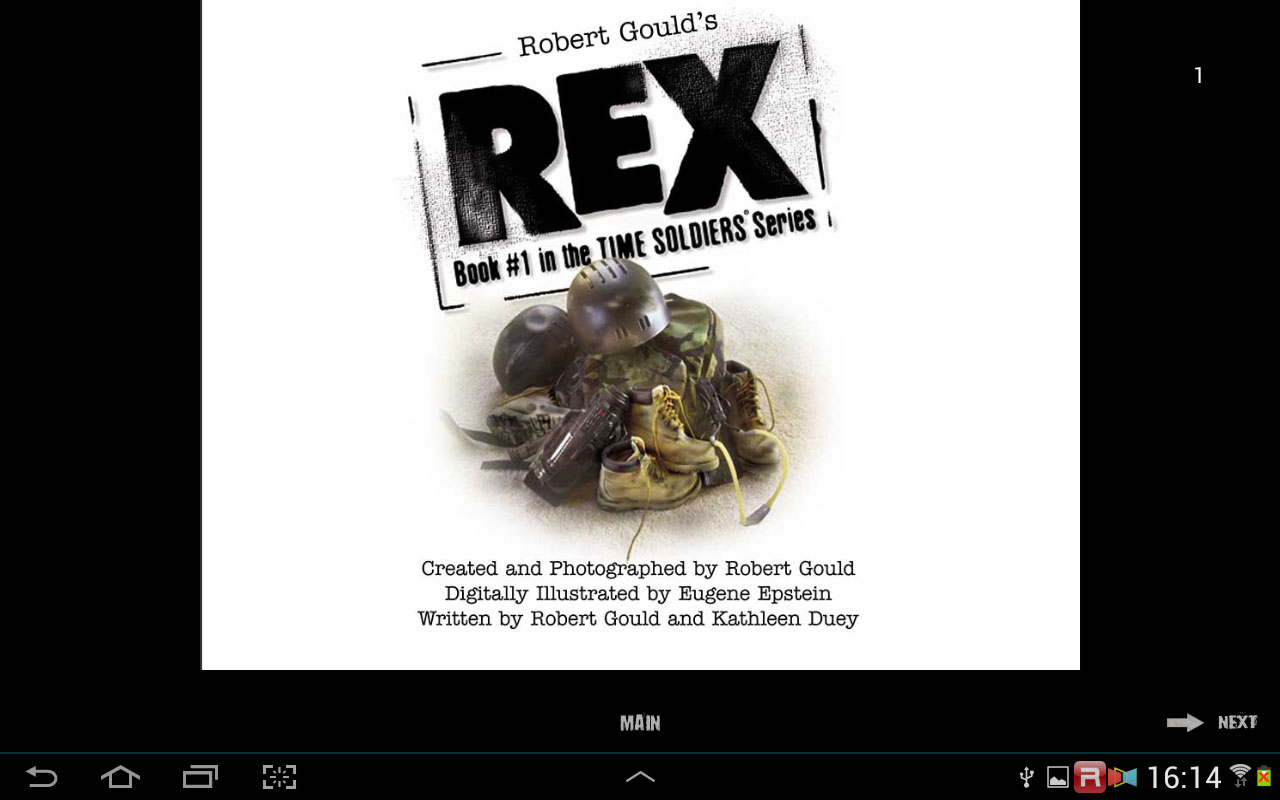 Robert Gould's
1
REX
Book #1 in the TIME SOLDIERS® Series
Created and Photographed by Robert Gould
Digitally Illustrated by Eugene Epstein
Written by Robert Gould and Kathleen Duey
MAIN
NEXT
R
16:14